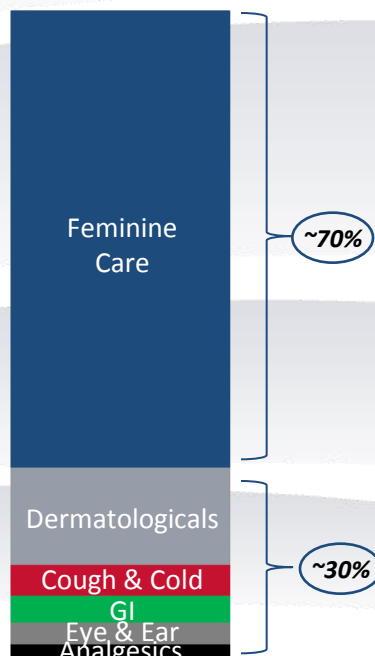 Feminine
Care
~70%
Dermatologicals
~30%
Cough & Cold
GI
Eye & Ear
Analgesics